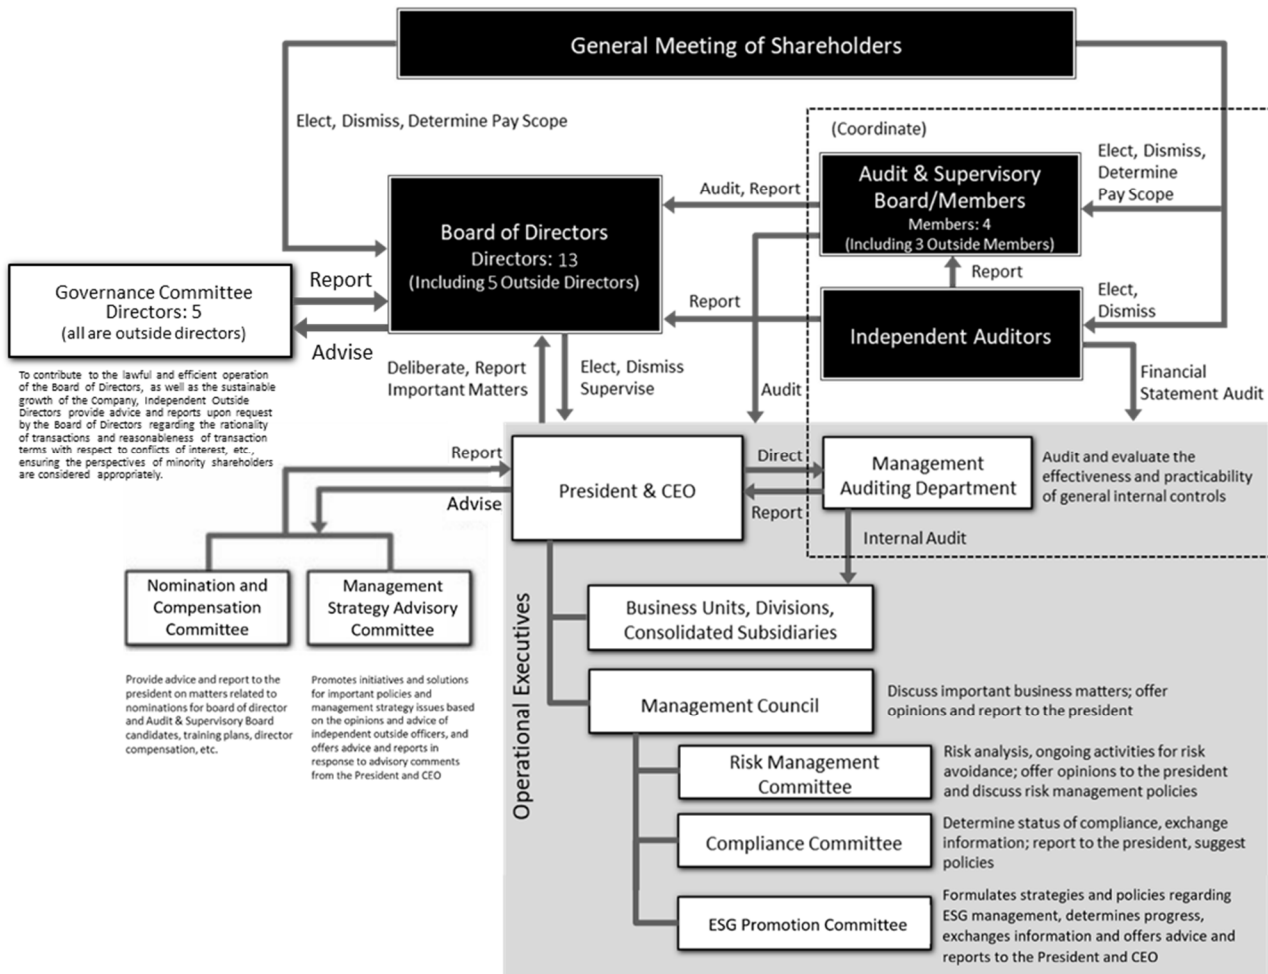 General Meeting of Shareholders
Elect, Dismiss, Determine Pay Scope
(Coordinate)
Elect, Dismiss,
Determine
Pay Scope
Audit & Supervisory
Board/Members
Members: 4
(Including 3 Outside Members)
Audit, Report
Board of Directors
Directors: 13
(Including 5 Outside Directors)
Report
Governance Committee
Directors: 5
(all are outside directors)
Report
Advise
Report
Independent Auditors
Elect,
Dismiss
To contribute to the lawful and efficient operation
of the Board of Directors, as well as the sustainable
growth of the Company, Independent Outside
Directors provide advice and reports upon request
by the Board of Directors regarding the rationality
of transactions and reasonableness of transaction
terms with respect to conflicts of interest, etc.,
ensuring the perspectives of minority shareholders
are considered appropriately.
Deliberate, Report
Important Matters
Elect, Dismiss
Supervise
Audit
Financial
Statement Audit
Report
Advise
President & CEO
Direct
Report
Management
Auditing Department
Audit and evaluate the
effectiveness and practicability
of general internal controls
Internal Audit
Nomination and
Compensation
Committee
Management
Strategy Advisory
Committee
Provide advice and report to the
president on matters related to
nominations for board of director
and Audit & Supervisory Board
candidates, training plans, director
compensation, etc.
Promotes initiatives and solutions
for important policies and
management strategy issues based
on the opinions and advice of
independent outside officers, and
offers advice and reports in
response to advisory comments
from the President and CEO
Operational Executives
Business Units, Divisions,
Consolidated Subsidiaries
Management Council
Discuss important business matters; offer
opinions and report to the president
Risk Management
Committee
Risk analysis, ongoing activities for risk
avoidance; offer opinions to the president
and discuss risk management policies
Compliance Committee
Determine status of compliance, exchange
information; report to the president, suggest
policies
ESG Promotion Committee
Formulates strategies and policies regarding
ESG management, determines progress,
exchanges information and offers advice and
reports to the President and CEO